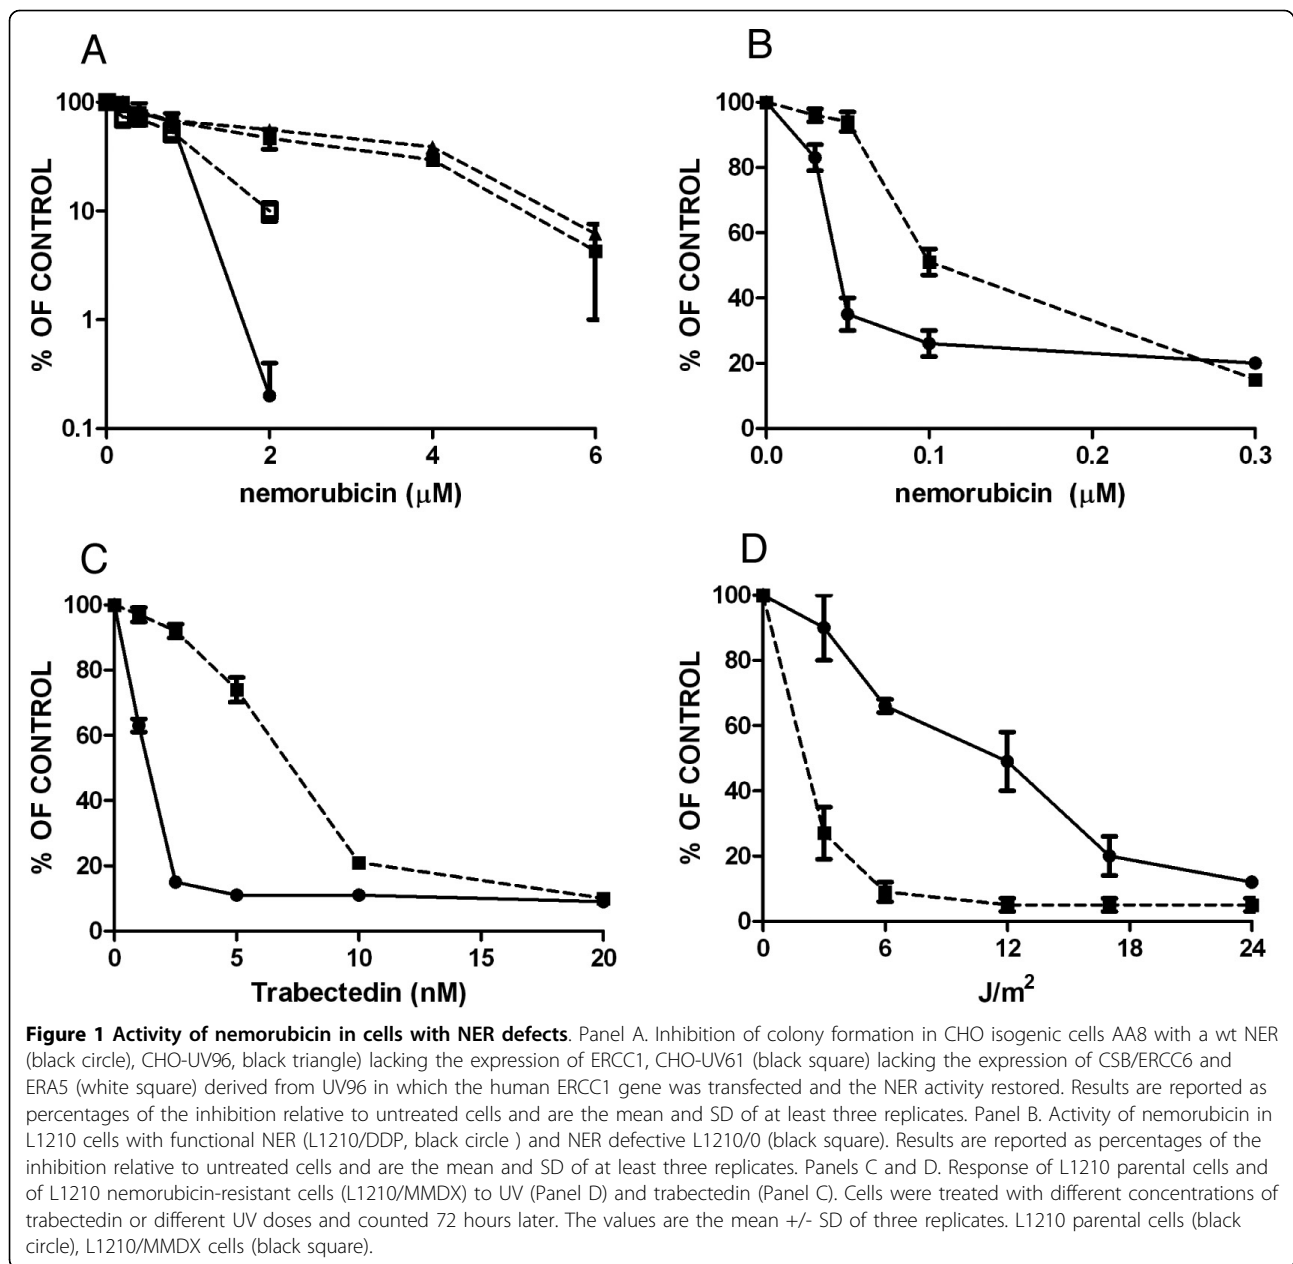 A
100
10
1
0.1
0
2
4
6
% OF CONTROL
nemorubicin (μM)
B
100
80
60
40
20
0
0.0
0.1
0.2
0.3
% OF CONTROL
nemorubicin (μM)
C
100
80
60
40
20
0
0
5
10
15
20
% OF CONTROL
Trabectedin (nM)
D
100
80
60
40
20
0
0
6
12
18
24
% OF CONTROL
J/m²
Figure 1 Activity of nemorubicin in cells with NER defects. Panel A. Inhibition of colony formation in CHO isogenic cells AA8 with a wt NER
(black circle), CHO-UV96, black triangle) lacking the expression of ERCC1, CHO-UV61 (black square) lacking the expression of CSB/ERCC6 and
ERA5 (white square) derived from UV96 in which the human ERCC1 gene was transfected and the NER activity restored. Results are reported as
percentages of the inhibition relative to untreated cells and are the mean and SD of at least three replicates. Panel B. Activity of nemorubicin in
L1210 cells with functional NER (L1210/DDP, black circle ) and NER defective L1210/0 (black square). Results are reported as percentages of the
inhibition relative to untreated cells and are the mean and SD of at least three replicates. Panels C and D. Response of L1210 parental cells and
of L1210 nemorubicin-resistant cells (L1210/MMDX) to UV (Panel D) and trabectedin (Panel C). Cells were treated with different concentrations of
trabectedin or different UV doses and counted 72 hours later. The values are the mean +/- SD of three replicates. L1210 parental cells (black
circle), L1210/MMDX cells (black square).